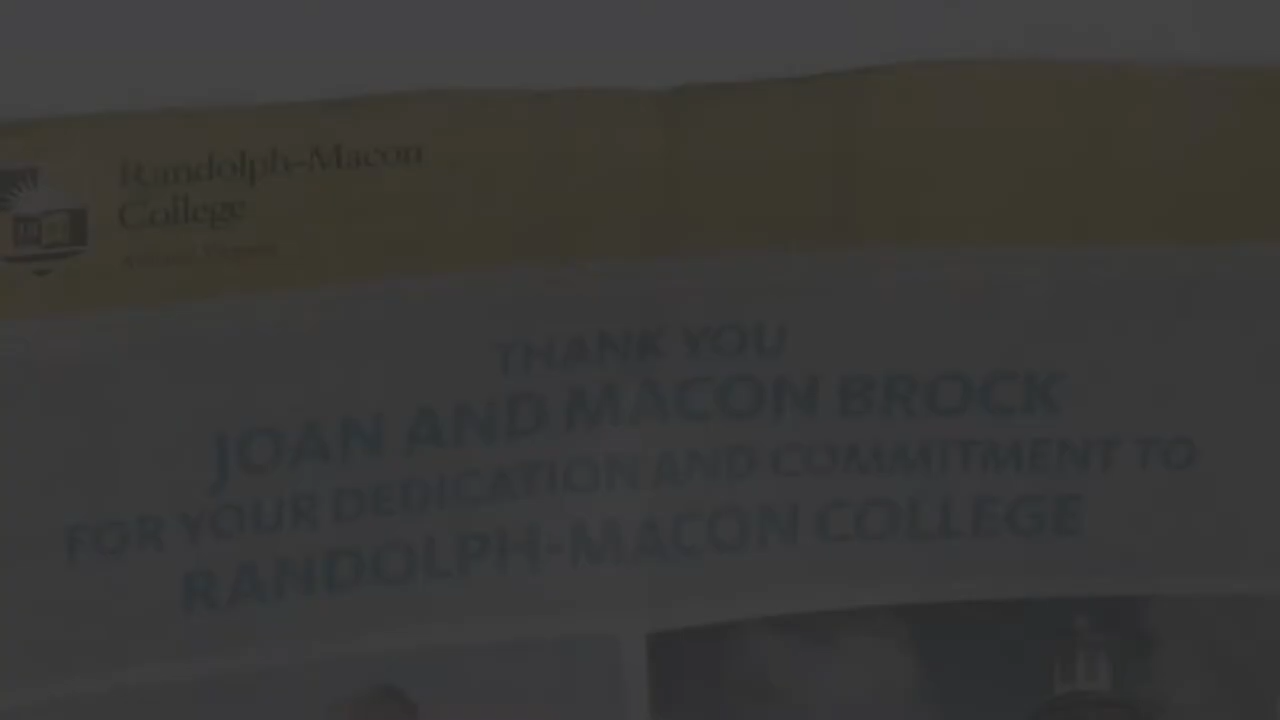 Randolph-Macon
College
THANK YOU
JOAN AND MACON BROCK
FOR YOUR DEDICATION AND COMMITMENT TO
RANDOLPH-MACON COLLEGE